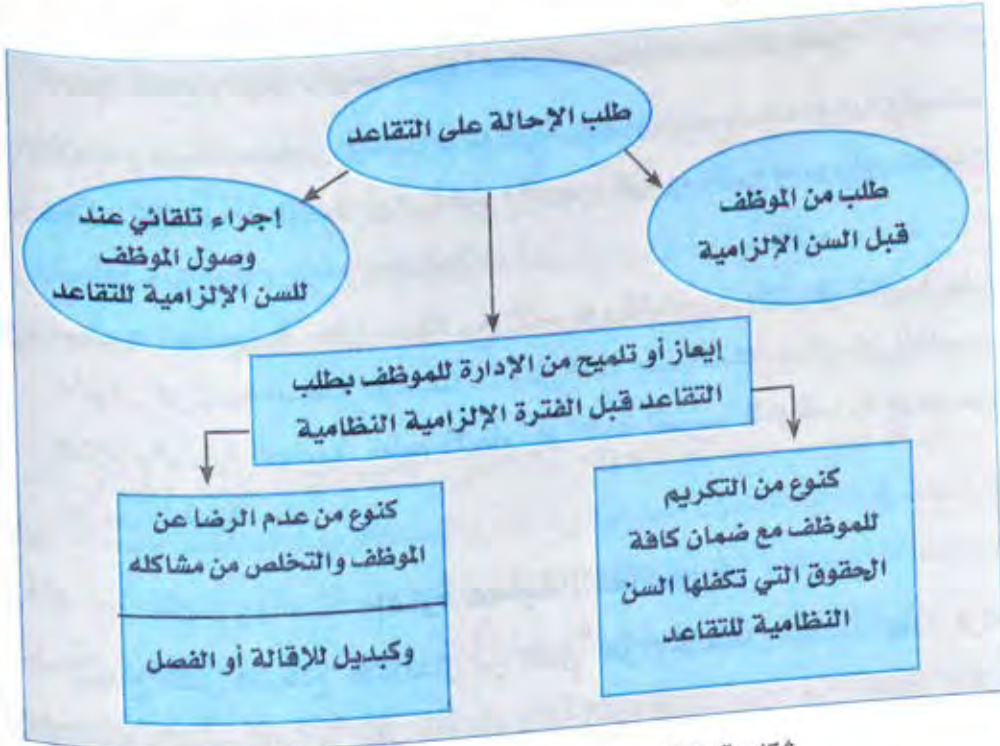 طلب الإحالة على التقاعد
طلب من الموظف
قبل السن الإلزامية
إجراء تلقائي عند
وصول الموظف
للسن الإلزامية للتقاعد
إيعاز أو تلميح من الإدارة للموظف بطلب
التقاعد قبل الفترة الإلزامية النظامية
كنوع من التكريم
للموظف مع ضمان كافة
الحقوق التي تكفلها السن
النظامية للتقاعد
كنوع من عدم الرضا عن
الموظف والتخلص من مشاكله
وكبديل للإقالة أو الفصل